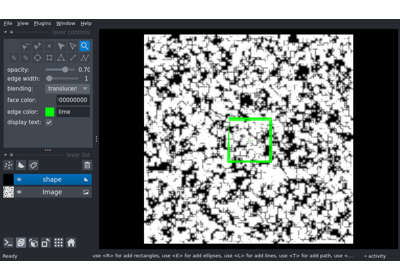 File View Plugins Window Help
layer controls
opacity: 0.70
edge width: 1
blending: translucen
face color: 00000000
edge color: lime
display text:
layer list
shape
Image
Ready
use <R> for add rectangles, use <E> for add ellipses, use <L> for add lines, use <T> for add path, use <...
activity